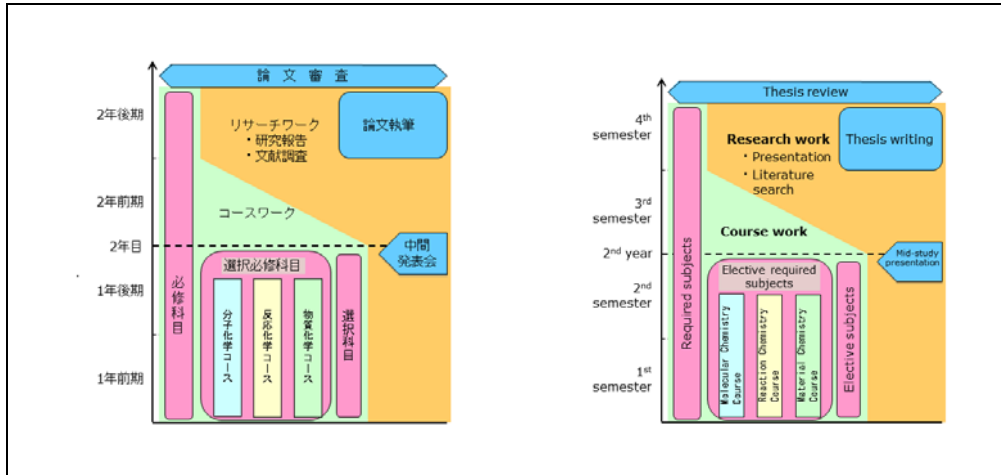 論文審査
2年後期
リサーチワーク
・研究報告
・文献調査
論文執筆
2年前期
コースワーク
2年目
中間
発表会
選択必修科目
1年後期
必修科目
分子化学コース
反応化学コース
物質化学コース
選択科目
1年前期
Thesis review
4th
semester
Research work
・ Presentation
・ Literature
search
Thesis writing
3rd
semester
Course work
2nd year
Mid-study
presentation
Elective required
subjects
2nd
semester
Required subjects
Molecular Chemistry
Course
Reaction Chemistry
Course
Material Chemistry
Course
Elective subjects
1st
semester